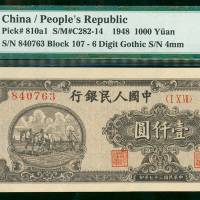 China / People's Republic
Pick# 810a1   S/M#C282-14   1948   1000 Yüan
S/N 840763 Block 107 - 6 Digit Gothic S/N 4mm
中國人民銀行
840763
圓仟壹